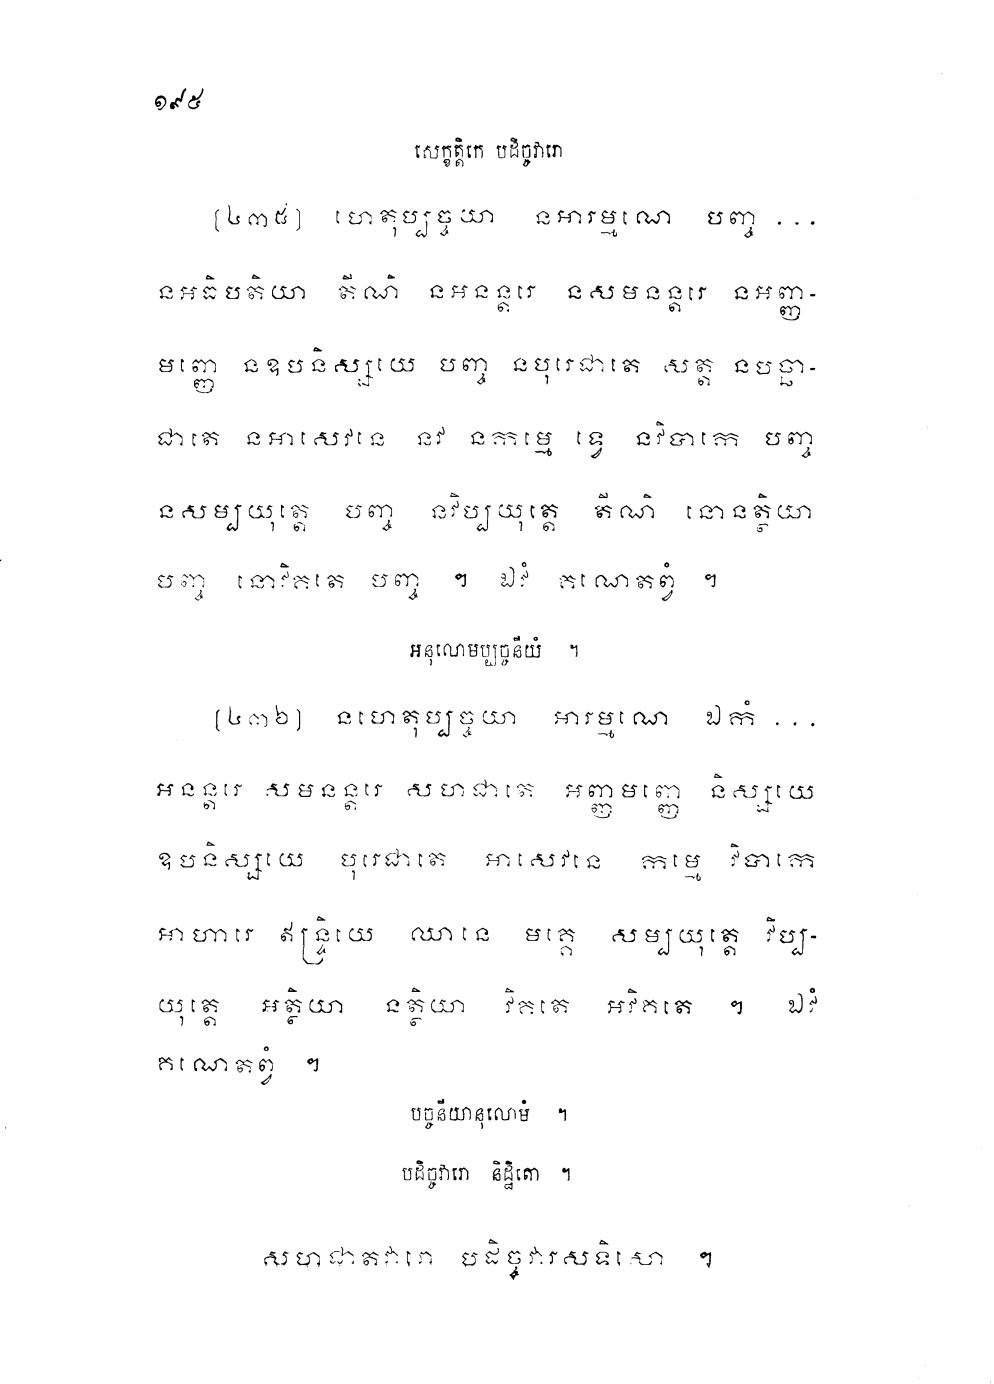 ១៩៥
សេក្ខត្តិកេ បដិច្ចវារោ
(៤៣៥) ហេតុប្បច្ចយា នអារម្មណេ បញ្ច ...
នអធិបតិយា តីណិ នអនន្តរេ នសមនន្តរេ នអញ្ញ-
មញ្ញេ នឧបនិស្សយេ បញ្ច នបុរេជាតេ សត្ត នបច្ឆា-
ជាតេ នអាសេវនេ នវ នកម្មេ ទ្វេ នវិបាកេ បញ្ច
នសម្បយុត្តេ បញ្ច នវិប្បយុត្តេ តីណិ នោនត្ថិយា
បញ្ច នោវិគតេ បញ្ច ។ ឯវំ គណេតព្វំ ។
អនុលោមប្បច្ចនីយំ ។
(៤៣៦) នហេតុប្បច្ចយា អារម្មណេ ឯកំ ...
អនន្តរេ សមនន្តរេ សហជាតេ អញ្ញមញ្ញេ និស្សយេ
ឧបនិស្សយេ បុរេជាតេ អាសេវនេ កម្មេ វិបាកេ
អាហារេ ឥន្ទ្រិយេ ឈានេ មគ្គេ សម្បយុត្តេ វិប្ប-
យុត្តេ អត្ថិយា នត្ថិយា វិគតេ អវិគតេ ។ ឯវំ
គណេតព្វំ ។
បច្ចនីយានុលោមំ ។
បដិច្ចវារោ និដ្ឋិតោ ។
សហជាតវារោ បដិច្ចវារសទិសោ ។